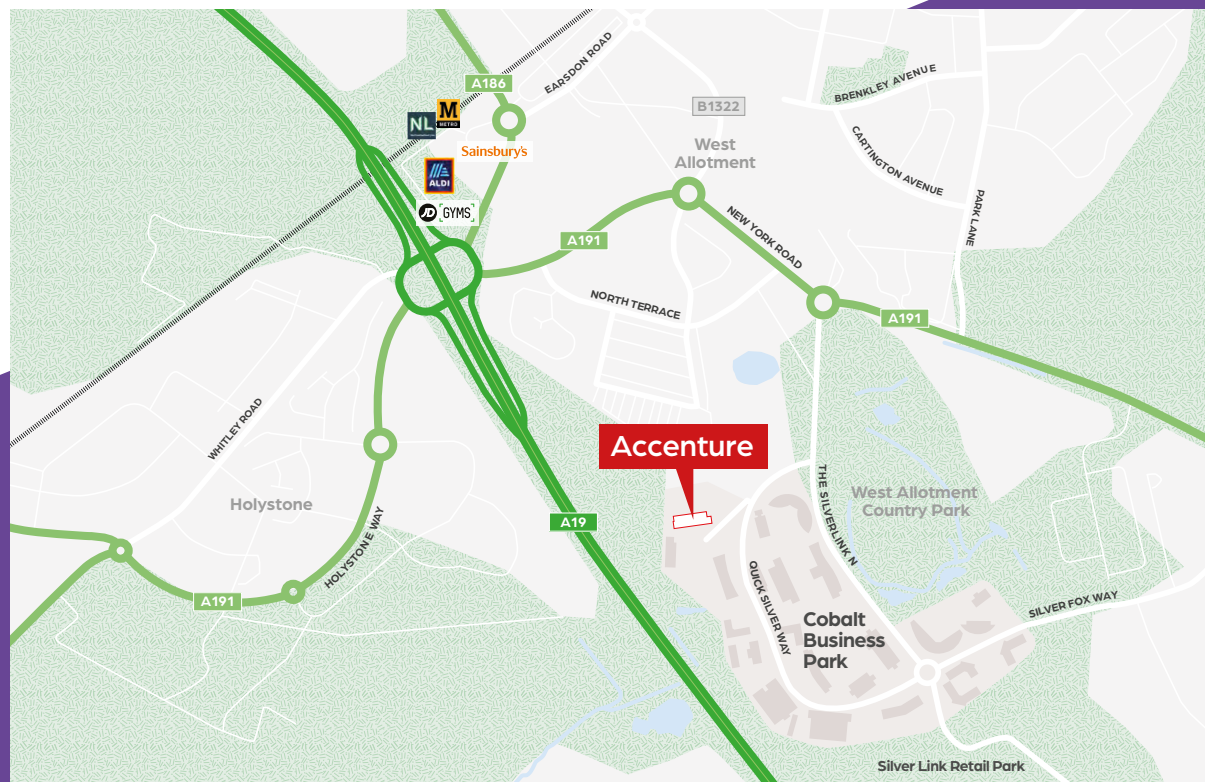 EARSDON ROAD
A186
M
METRO
NL
Sainsbury's
ALDI
JD GYMS
B1322
West
Allotment
BRENKLEY AVENUE
CARTINGTON AVENUE
PARK LANE
A191
NEW YORK ROAD
NORTH TERRACE
A191
WHITLEY ROAD
Accenture
Holystone
A19
THE SILVERLINK N
West Allotment
Country Park
HOLYSTONE WAY
A191
QUICK SILVER WAY
SILVER FOX WAY
Cobalt
Business
Park
Silver Link Retail Park